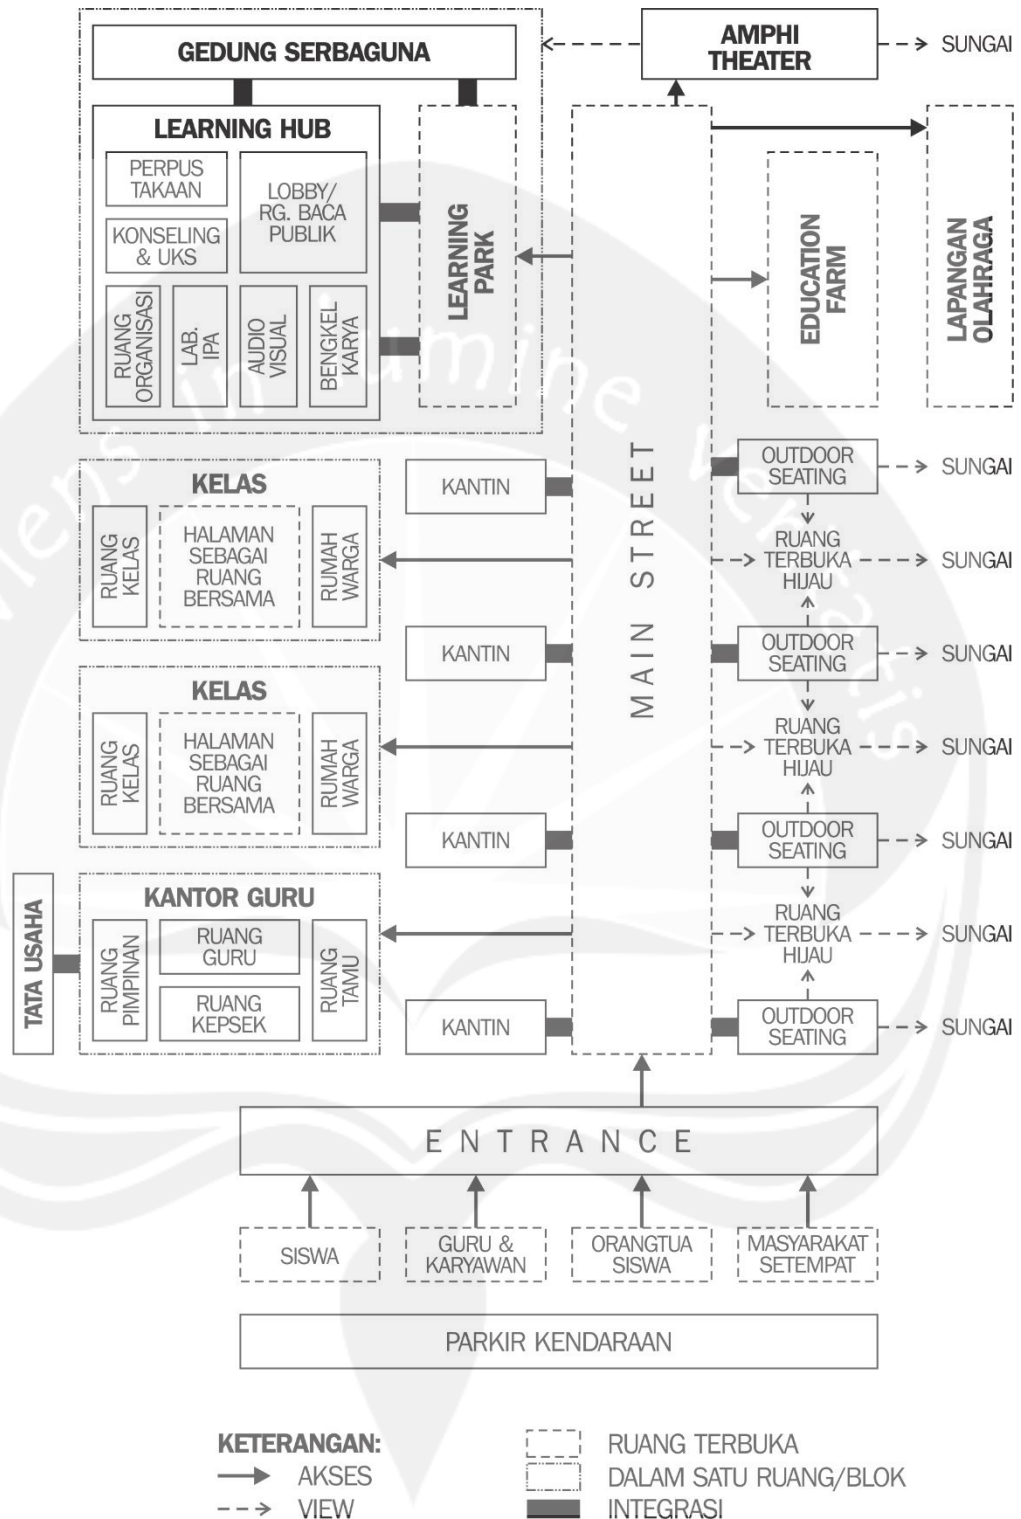 GEDUNG SERBAGUNA
AMPHI
THEATER
SUNGAI
LEARNING HUB
PERPUS
TAKAAN
LOBBY/
RG. BACA
PUBLIK
KONSELING
& UKS
RUANG
ORGANISASI
LAB.
IPA
AUDIO
VISUAL
BENGKEL
KARYA
LEARNING
PARK
EDUCATION
FARM
LAPANGAN
OLAHRAGA
MAIN STREET
KELAS
RUANG
KELAS
HALAMAN
SEBAGAI
RUANG
BERSAMA
RUMAH
WARGA
KANTIN
OUTDOOR
SEATING
SUNGAI
RUANG
TERBUKA
HIJAU
SUNGAI
KANTIN
OUTDOOR
SEATING
SUNGAI
KELAS
RUANG
KELAS
HALAMAN
SEBAGAI
RUANG
BERSAMA
RUMAH
WARGA
RUANG
TERBUKA
HIJAU
SUNGAI
KANTIN
OUTDOOR
SEATING
SUNGAI
TATA USAHA
KANTOR GURU
RUANG
PIMPINAN
RUANG
GURU
RUANG
KEPSEK
RUANG
TAMU
RUANG
TERBUKA
HIJAU
SUNGAI
KANTIN
OUTDOOR
SEATING
SUNGAI
ENTRANCE
SISWA
GURU &
KARYAWAN
ORANGTUA
SISWA
MASYARAKAT
SETEMPAT
PARKIR KENDARAAN
KETERANGAN:
AKSES
VIEW
RUANG TERBUKA
DALAM SATU RUANG/BLOK
INTEGRASI
in lumine veritatis